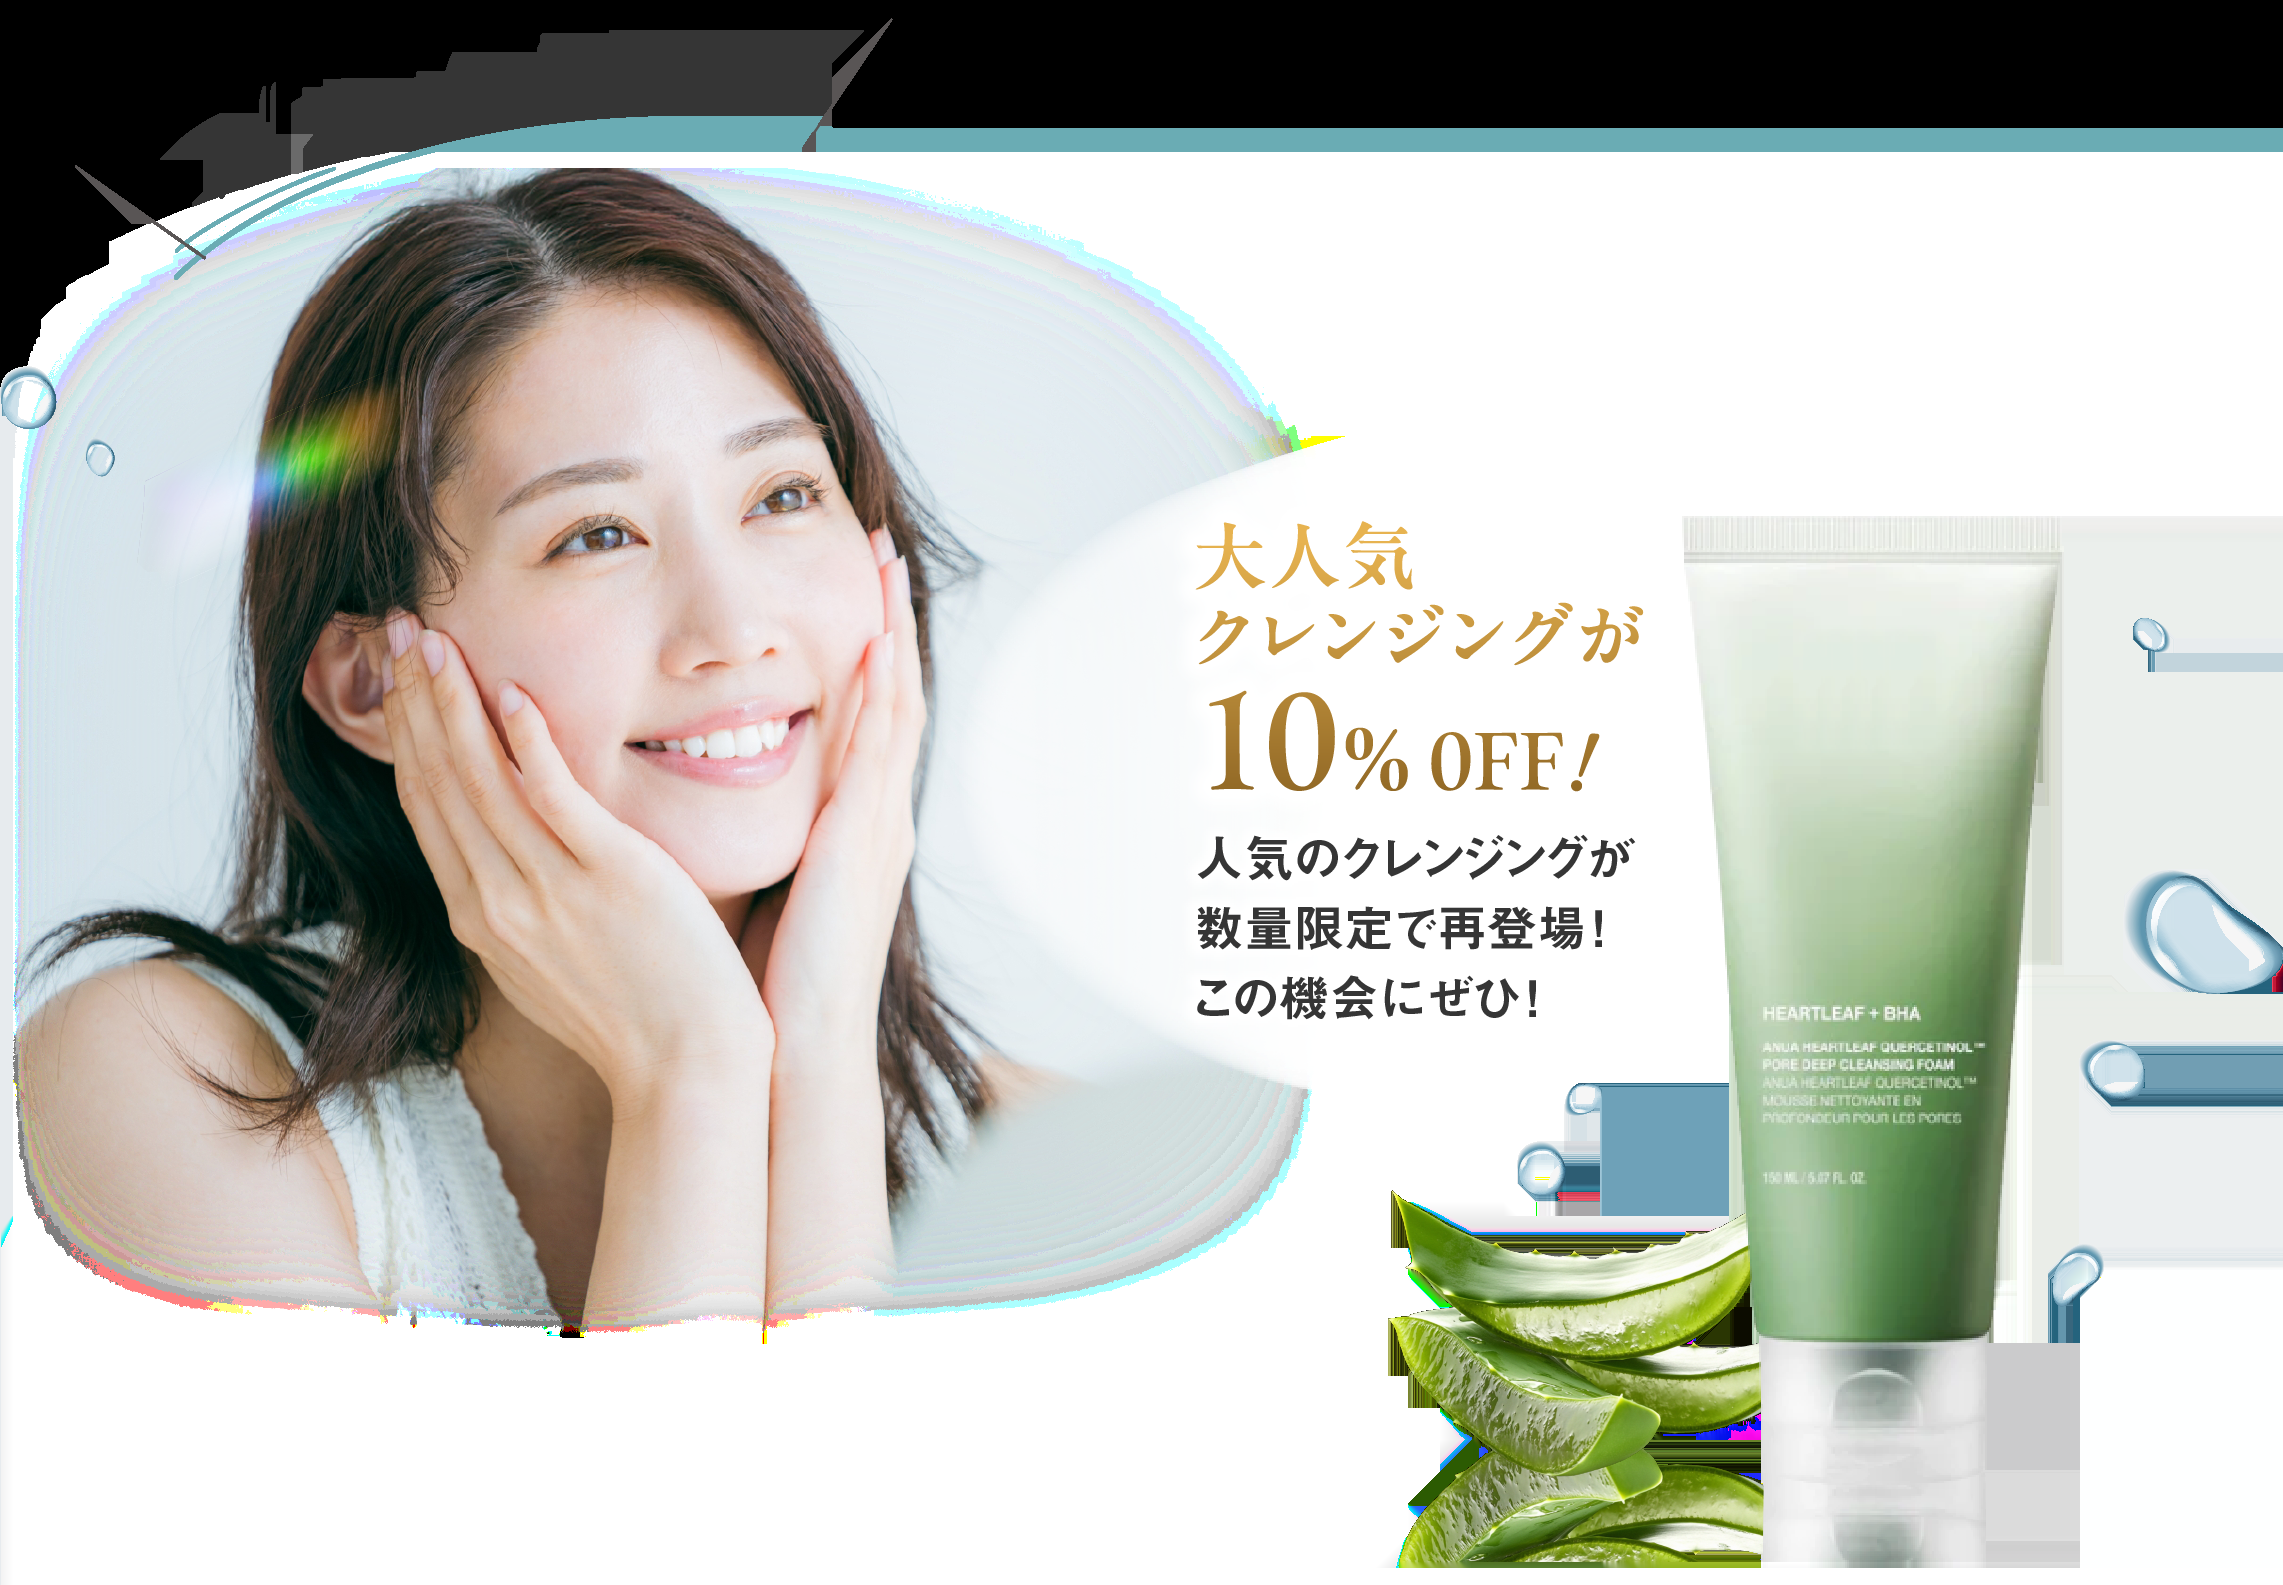 大人気
クレンジングが
10% OFF!
人気のクレンジングが
数量限定で再登場!
この機会にぜひ!
HEARTLEAF + BHA
ANUA HEARTLEAF QUERCETINOL™
PORE DEEP CLEANSING FOAM
ANUA HEARTLEAF QUERCETINOL™
MOUSSE NETTOYANTE EN
PROFONDEUR POUR LES PORES
150 ML / 5.07 FL. OZ.